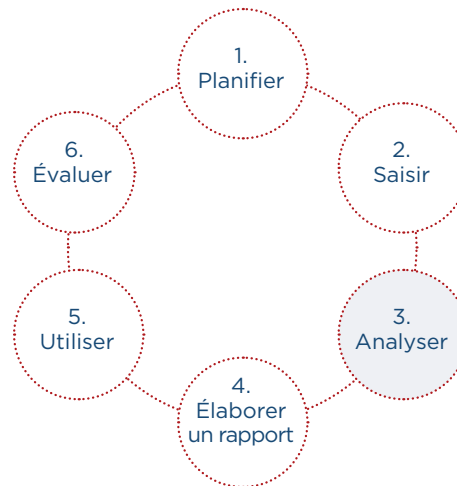 1.
Planifier
2.
Saisir
3.
Analyser
4.
Élaborer
un rapport
5.
Utiliser
6.
Évaluer